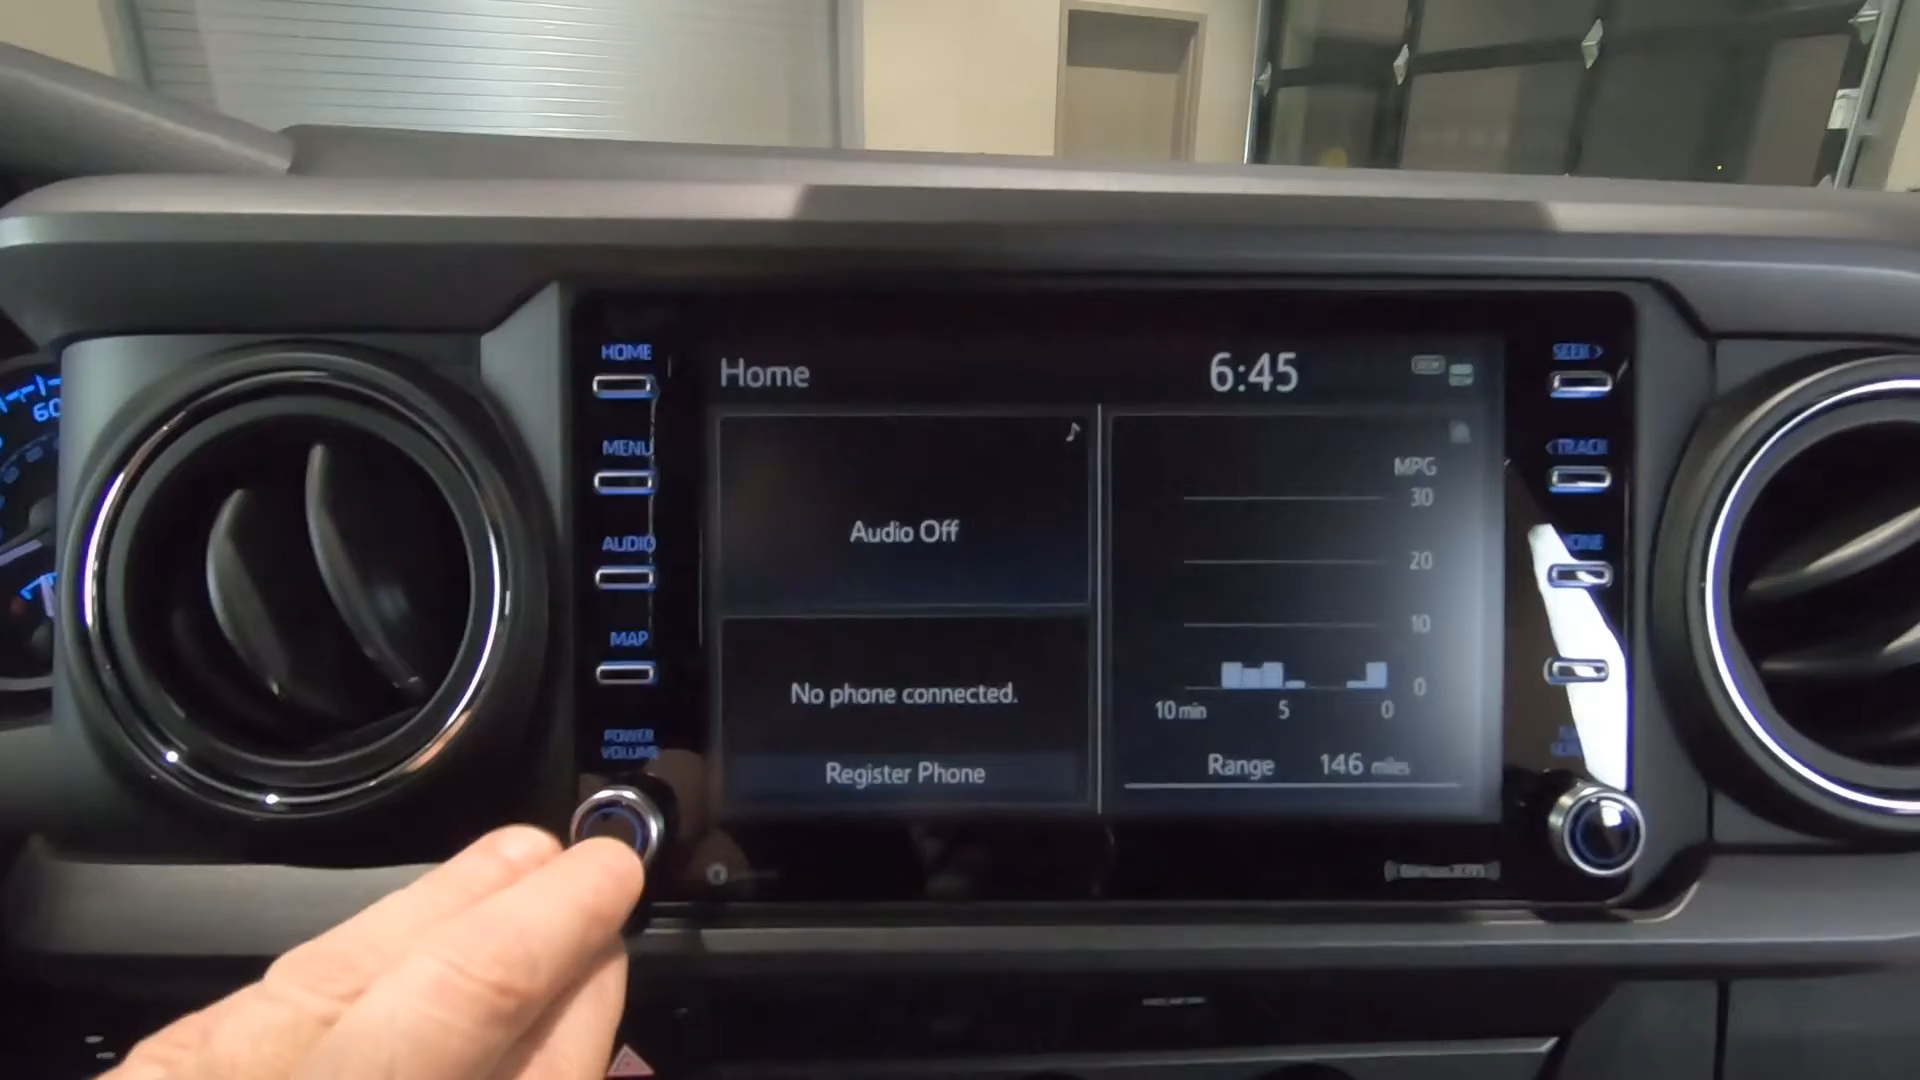 60
HOME
MENU
AUDIO
MAP
POWER
VOLUME
Home
6:45
Audio Off
No phone connected.
Register Phone
MPG
30
20
10
0
10 min
5
0
Range 146 miles
SEEK >
< TRACK